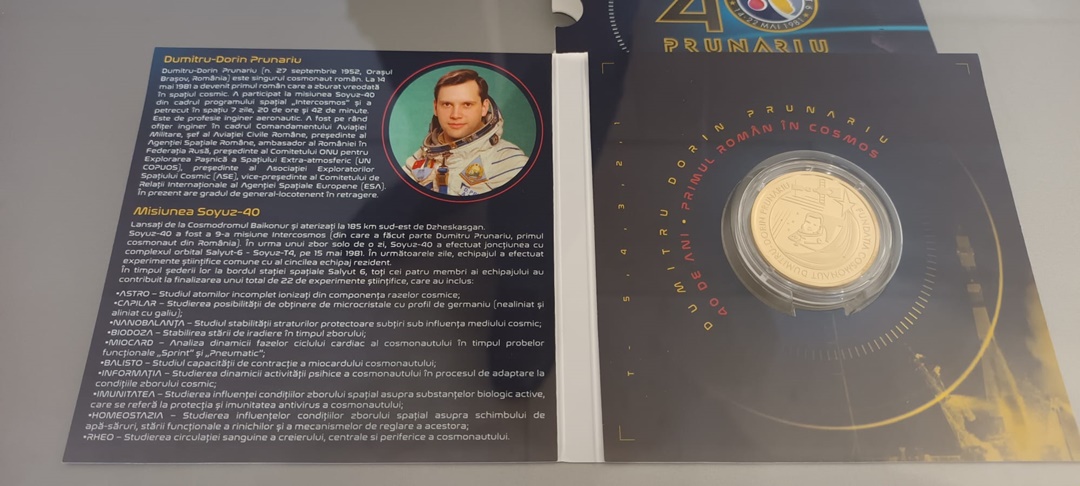 40
14-22 MAI 1981
PRUNARIU
Dumitru-Dorin Prunariu
Dumitru-Dorin Prunariu (n. 27 septembrie 1952, Orașul
Brașov, România) este singurul cosmonaut român. La 14
mai 1981 a devenit primul român care a zburat vreodată
în spațiul cosmic. A participat la misiunea Soyuz-40
din cadrul programului spațial „Intercosmos" și a
petrecut în spațiu 7 zile, 20 de ore și 42 de minute.
Este de profesie inginer aeronautic. A fost pe rând
ofițer inginer în cadrul Comandamentului Aviației
Militare, șef al Aviației Civile Române, președinte al
Agenției Spațiale Române, ambasador al României în
Federația Rusă, președinte al Comitetului ONU pentru
Explorarea Pașnică a Spațiului Extra-atmosferic (UN
COPUOS), președinte al Asociației Exploratorilor
Spațiului Cosmic (ASE), vice-președinte al Comitetului de
Relații Internaționale al Agenției Spațiale Europene (ESA).
În prezent are gradul de general-locotenent în retragere.
Misiunea Soyuz-40
Lansați de la Cosmodromul Baikonur și aterizați la 185 km sud-est de Dzheskasgan.
Soyuz-40 a fost a 9-a misiune Intercosmos (din care a făcut parte Dumitru Prunariu, primul
cosmonaut din România). În urma unui zbor solo de o zi, Soyuz-40 a efectuat joncțiunea cu
complexul orbital Salyut-6 - Soyuz-T4, pe 15 mai 1981. În următoarele zile, echipajul a efectuat
experimente științifice comune cu al cincilea echipaj rezident.
În timpul șederii lor la bordul stației spațiale Salyut 6, toți cei patru membri ai echipajului au
contribuit la finalizarea unui total de 22 de experimente științifice, care au inclus:
•ASTRO – Studiul atomilor incomplet ionizați din componența razelor cosmice;
•CAPILAR – Studierea posibilității de obținere de microcristale cu profil de germaniu (nealiniat și
aliniat cu galiu);
•NANOBALANȚA – Studiul stabilității straturilor protectoare subțiri sub influența mediului cosmic;
•BIODOZA – Stabilirea stării de iradiere în timpul zborului;
•MIOCARD – Analiza dinamicii fazelor ciclului cardiac al cosmonautului în timpul probelor
funcționale „Sprint" și „Pneumatic";
•BALISTO – Studiul capacității de contracție a miocardului cosmonautului;
•INFORMAȚIA – Studierea dinamicii activității psihice a cosmonautului în procesul de adaptare la
condițiile zborului cosmic;
•IMUNITATEA – Studierea influenței condițiilor zborului spațial asupra substanțelor biologic active,
care se referă la protecția și imunitatea antivirus a cosmonautului;
•HOMEOSTAZIA – Studierea influențelor condițiilor zborului spațial asupra schimbului de
apă-săruri, stării funcționale a rinichilor și a mecanismelor de reglare a acestora;
•RHEO – Studierea circulației sanguine a creierului, centrale si periferice a cosmonautului.
DUMITRU DORIN PRUNARIU
40 DE ANI • PRIMUL ROMÂN ÎN COSMOS
T - 5.4.3.2.1
COSMONAUT DUMITRU-DORIN PRUNARIU